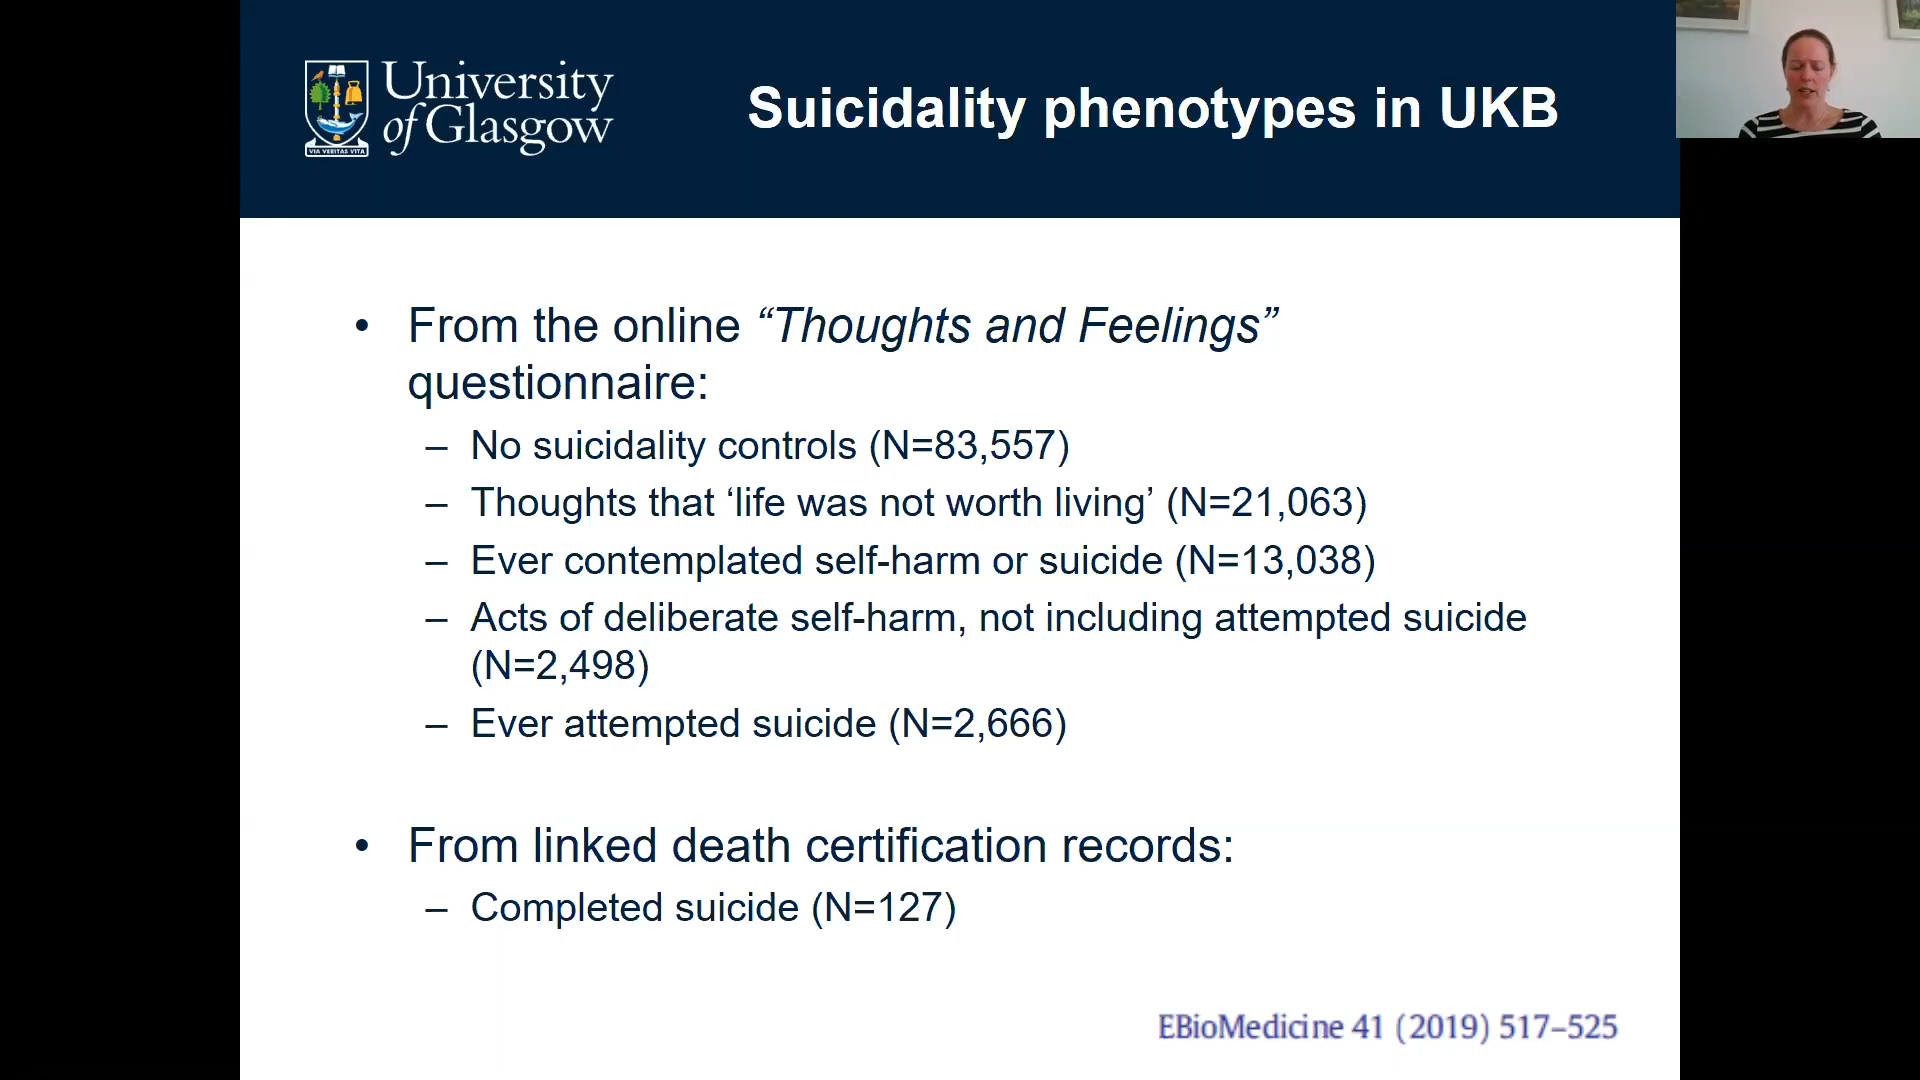 University
of Glasgow
VIA VERITAS VITA
Suicidality phenotypes in UKB
• From the online “Thoughts and Feelings”
questionnaire:
– No suicidality controls (N=83,557)
– Thoughts that ‘life was not worth living’ (N=21,063)
– Ever contemplated self-harm or suicide (N=13,038)
– Acts of deliberate self-harm, not including attempted suicide
(N=2,498)
– Ever attempted suicide (N=2,666)
• From linked death certification records:
– Completed suicide (N=127)
EBioMedicine 41 (2019) 517–525